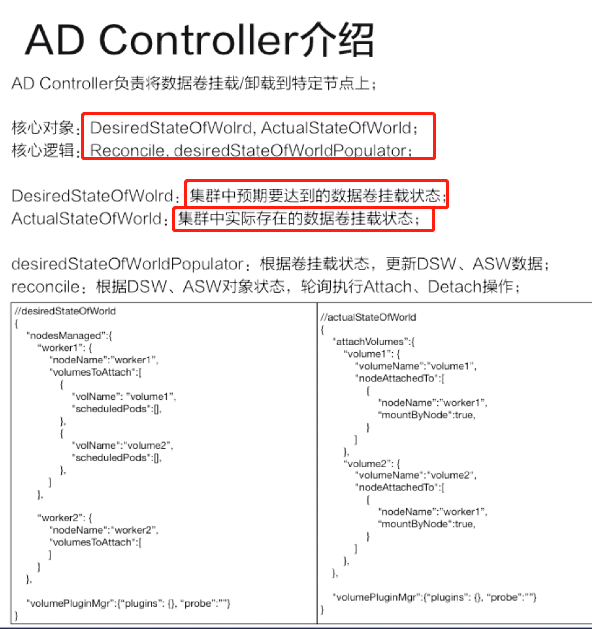 AD Controller介绍
AD Controller负责将数据卷挂载/卸载到特定节点上；
核心对象：DesiredStateOfWolrd, ActualStateOfWorld；
核心逻辑：Reconcile, desiredStateOfWorldPopulator；
DesiredStateOfWolrd：集群中预期要达到的数据卷挂载状态；
ActualStateOfWorld：集群中实际存在的数据卷挂载状态；
desiredStateOfWorldPopulator：根据卷挂载状态，更新DSW、ASW数据；
reconcile：根据DSW、ASW对象状态，轮询执行Attach、Detach操作；
//desiredStateOfWorld
{
"nodesManaged":{
"worker1": {
"nodeName":"worker1",
"volumesToAttach":[
{
"volName": "volume1",
"scheduledPods":[],
},
{
"volName":"volume2",
"scheduledPods":[],
},
]
},
"worker2": {
"nodeName":"worker2",
"volumesToAttach":[
]
}
},
"volumePluginMgr":{"plugins": {}, "probe":""}
}
//actualStateOfWorld
{
"attachVolumes":{
"volume1": {
"volumeName":"volume1",
"nodeAttachedTo":[
{
"nodeName":"worker1",
"mountByNode":true,
}
]
},
"volume2": {
"volumeName":"volume2",
"nodeAttachedTo":[
{
"nodeName":"worker1",
"mountByNode":true,
}
]
},
},
"volumePluginMgr":{"plugins": {}, "probe":""}
}